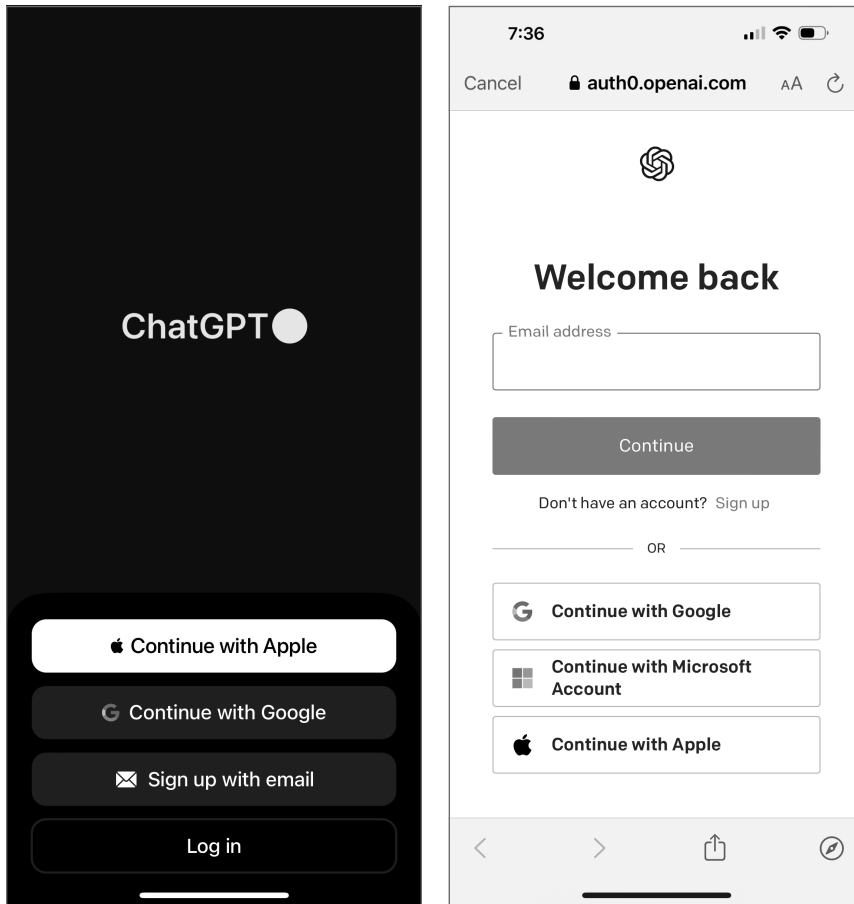 ChatGPT
Continue with Apple
Continue with Google
Sign up with email
Log in
7:36
Cancel
auth0.openai.com
AA
Welcome back
Email address
Continue
Don't have an account? Sign up
OR
Continue with Google
Continue with Microsoft
Account
Continue with Apple